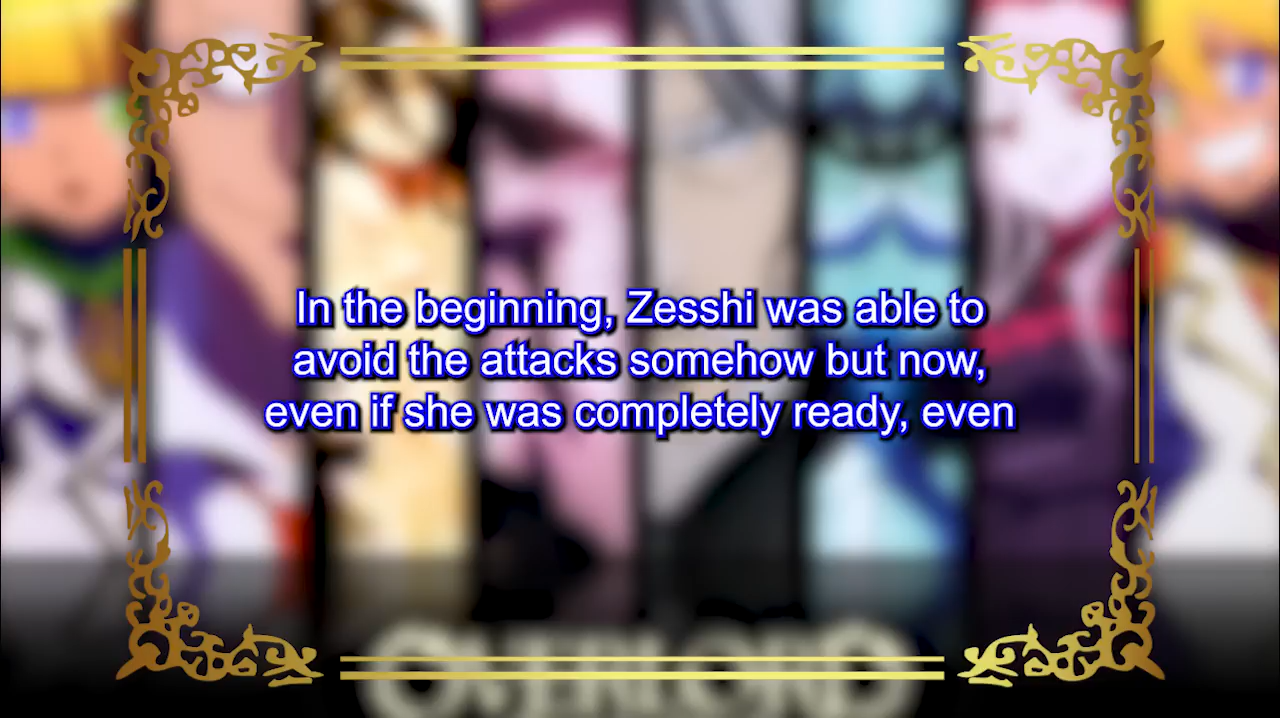 In the beginning, Zesshi was able to
avoid the attacks somehow but now,
even if she was completely ready, even
OVERLORD